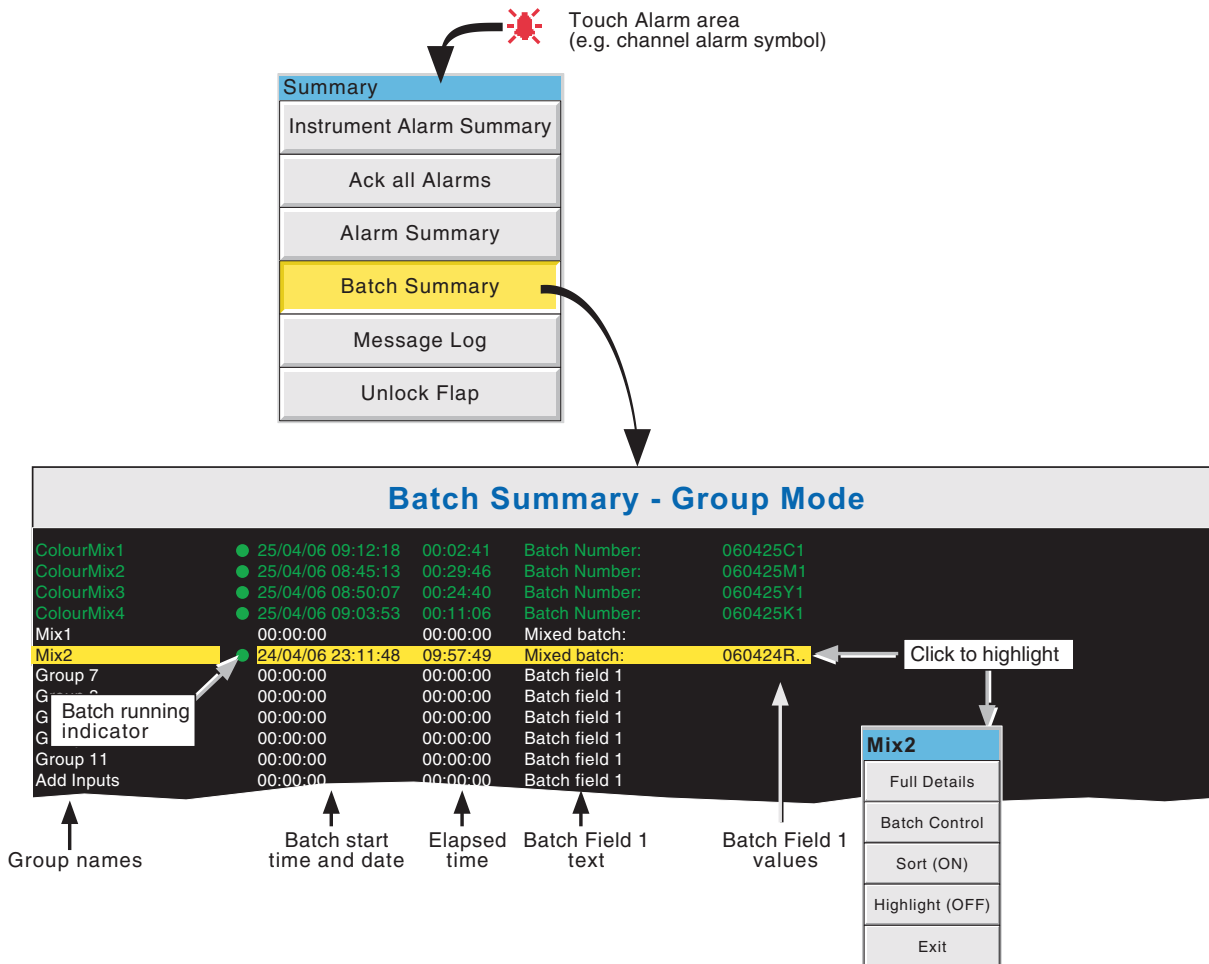 Touch Alarm area
(e.g. channel alarm symbol)
Summary
Instrument Alarm Summary
Ack all Alarms
Alarm Summary
Batch Summary
Message Log
Unlock Flap
Batch Summary - Group Mode
ColourMix1 25/04/06 09:12:18 00:02:41 Batch Number: 060425C1
ColourMix2 25/04/06 08:45:13 00:29:46 Batch Number: 060425M1
ColourMix3 25/04/06 08:50:07 00:24:40 Batch Number: 060425Y1
ColourMix4 25/04/06 09:03:53 00:11:06 Batch Number: 060425K1
Mix1 00:00:00 00:00:00 Mixed batch:
Mix2 24/04/06 23:11:48 09:57:49 Mixed batch: 060424R..
Click to highlight
Group 7 00:00:00 00:00:00 Batch field 1
00:00:00 00:00:00 Batch field 1
00:00:00 00:00:00 Batch field 1
00:00:00 00:00:00 Batch field 1
Batch running
indicator
Group 11 00:00:00 00:00:00 Batch field 1
Add Inputs 00:00:00 00:00:00 Batch field 1
Mix2
Full Details
Batch Control
Sort (ON)
Highlight (OFF)
Exit
Group names
Batch start
time and date
Elapsed
time
Batch Field 1
text
Batch Field 1
values